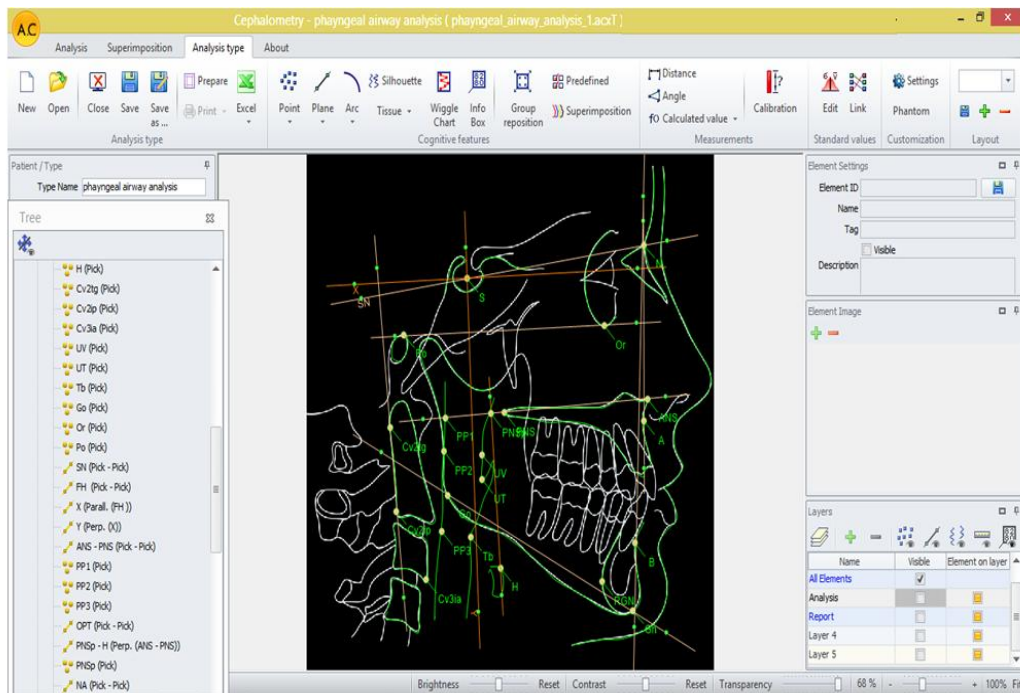 A.C
Cephalometry - phayngeal airway analysis ( phayngeal_airway_analysis_1.acxT )
Analysis Superimposition Analysis type About
New Open Close Save Save as ... Prepare Print Excel
Analysis type
Point Plane Arc Silhouette Tissue Wiggle Chart Info Box Group reposition Predefined Superimposition
Cognitive features
Distance
Angle
f0 Calculated value
Calibration
Measurements
Edit Link
Standard values
Settings
Phantom
Customization
Layout
Patient / Type
Type Name phayngeal airway analysis
Tree
H (Pick)
Cv2tg (Pick)
Cv2ip (Pick)
Cv3ia (Pick)
UV (Pick)
UT (Pick)
Tb (Pick)
Go (Pick)
Or (Pick)
Po (Pick)
SN (Pick - Pick)
FH (Pick - Pick)
X (Parall. (FH ))
Y (Perp. (X))
ANS - PNS (Pick - Pick)
PP1 (Pick)
PP2 (Pick)
PP3 (Pick)
OPT (Pick - Pick)
PNSp - H (Perp. (ANS - PNS))
PNSp (Pick)
NA (Pick - Pick)
N
X
SN
S
Or
Po
ANS
PP1
PNS
A
Cv2tg
PP2
UV
UT
Go
Cv2ip
PP3
Tb
B
H
Cv3ia
RGN
Y
Gn
Element Settings
Element ID
Name
Tag
Visible
Description
Element Image
Layers
Name Visible Element on layer
All Elements
Analysis
Report
Layer 4
Layer 5
Brightness Reset Contrast Reset Transparency 68 % - + 100%